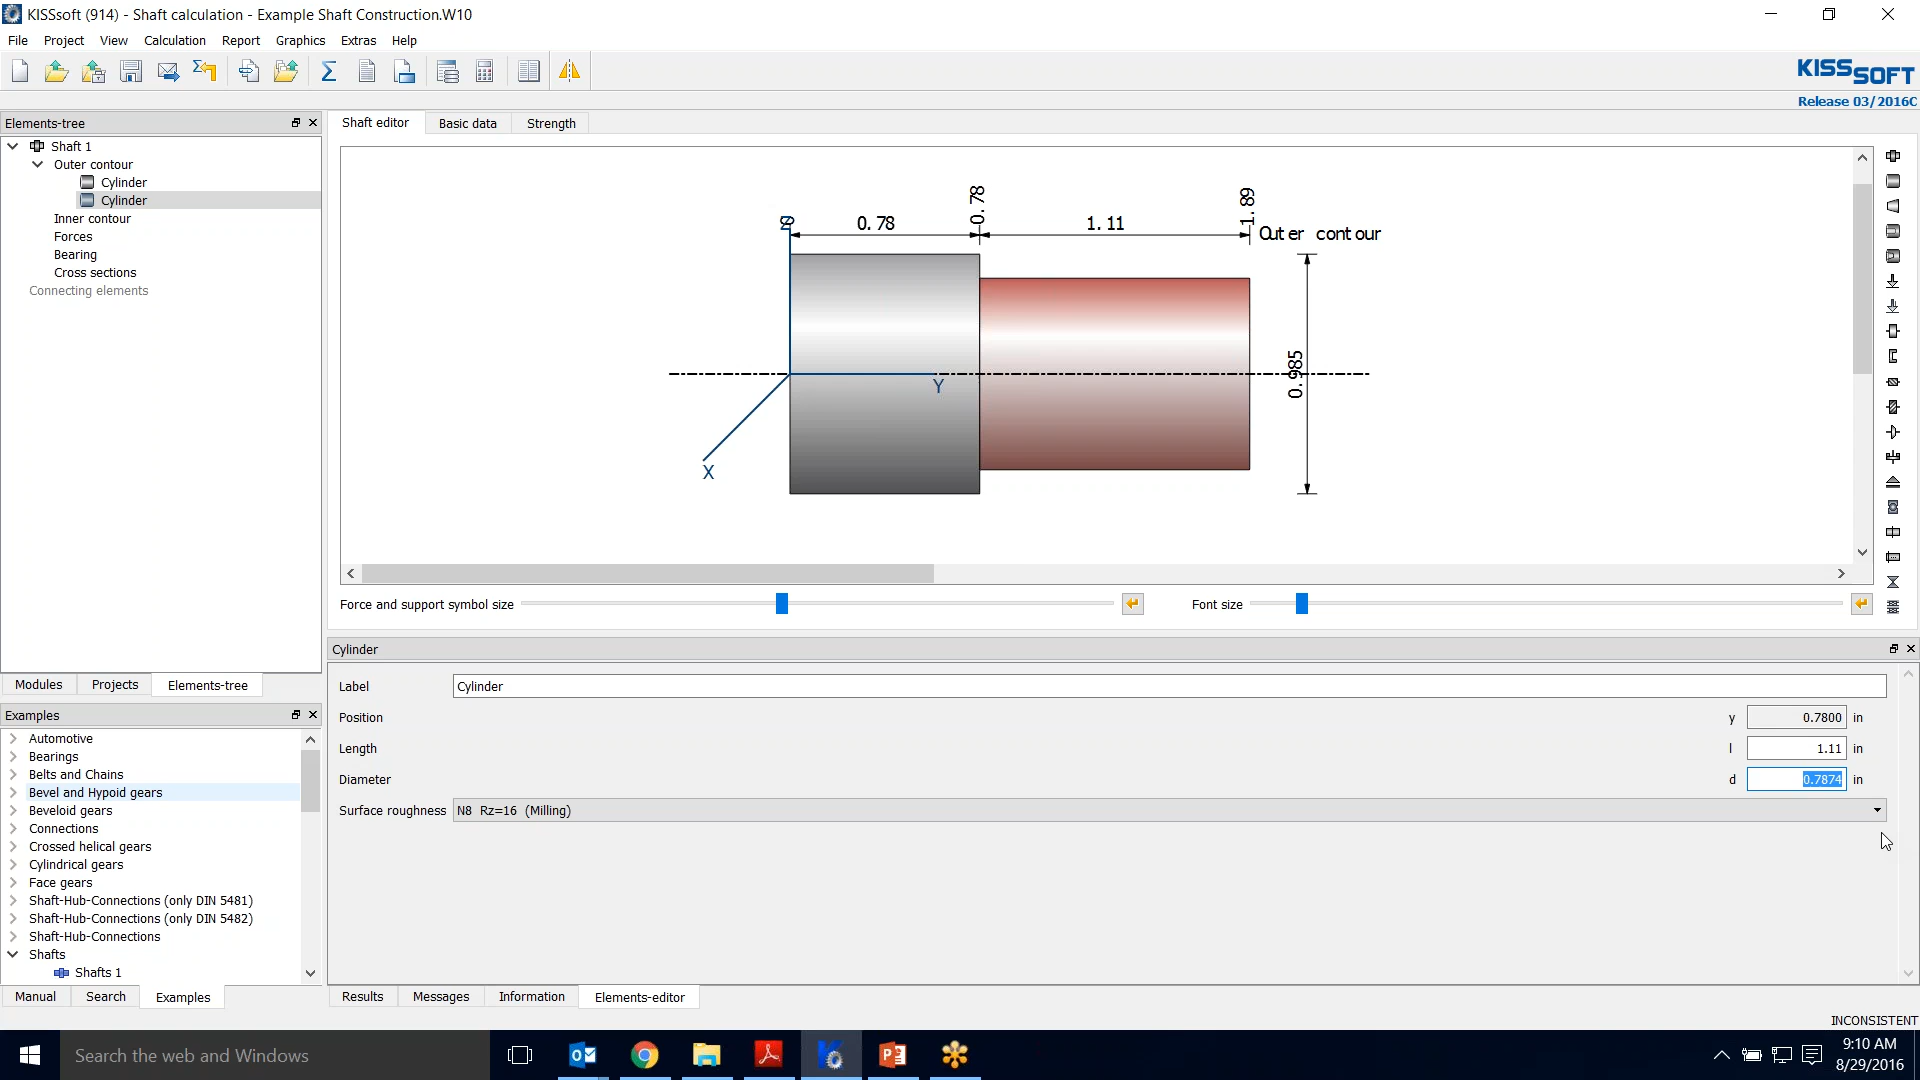 KISSsoft (914) - Shaft calculation - Example Shaft Construction.W10
File Project View Calculation Report Graphics Extras Help
KISSSOFT
Release 03/2016C
Elements-tree
Shaft 1
Outer contour
Cylinder
Cylinder
Inner contour
Forces
Bearing
Cross sections
Connecting elements
Modules Projects Elements-tree
Examples
Automotive
Bearings
Belts and Chains
Bevel and Hypoid gears
Beveloid gears
Connections
Crossed helical gears
Cylindrical gears
Face gears
Shaft-Hub-Connections (only DIN 5481)
Shaft-Hub-Connections (only DIN 5482)
Shaft-Hub-Connections
Shafts
Shafts 1
Manual Search Examples
Shaft editor Basic data Strength
0.78
1.89
Z 0.78 1.11
Outer contour
0.985
Y
X
Force and support symbol size
Font size
Cylinder
Label Cylinder
Position y 0.7800 in
Length l 1.11 in
Diameter d 0.7874 in
Surface roughness N8 Rz=16 (Milling)
Results Messages Information Elements-editor
INCONSISTENT
Search the web and Windows
9:10 AM
8/29/2016